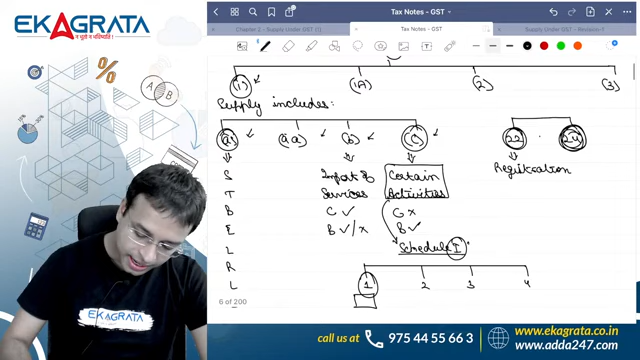 EKAGRATA
Tax Notes - GST
Chapter 2 - Supply Under GST (1)
Tax Notes - GST
Supply Under GST - Revision-1
(1) (1A) (2) (3)
Supply includes:
(a) (aa) (b) (c) 22 24
S Import of Certain Registration
T Services Activities
B C ✓ C x
E B ✓/x B ✓
L Schedule I
R 1 2 3 4
L
6 of 200
call us at 975 44 55 66 3
www.ekagrata.co.in
www.adda247.com